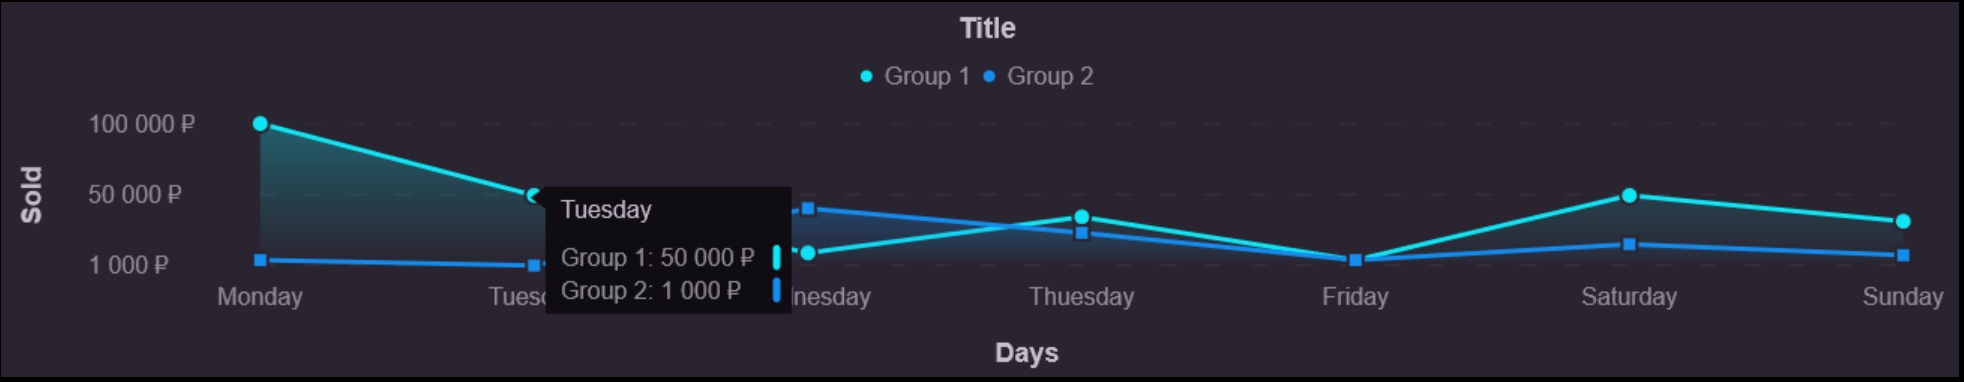 Title
Group 1 Group 2
100 000 ₽
Sold
50 000 ₽
1 000 ₽
Tuesday
Group 1: 50 000 ₽
Group 2: 1 000 ₽
Monday Thuesday Friday Saturday Sunday
Days